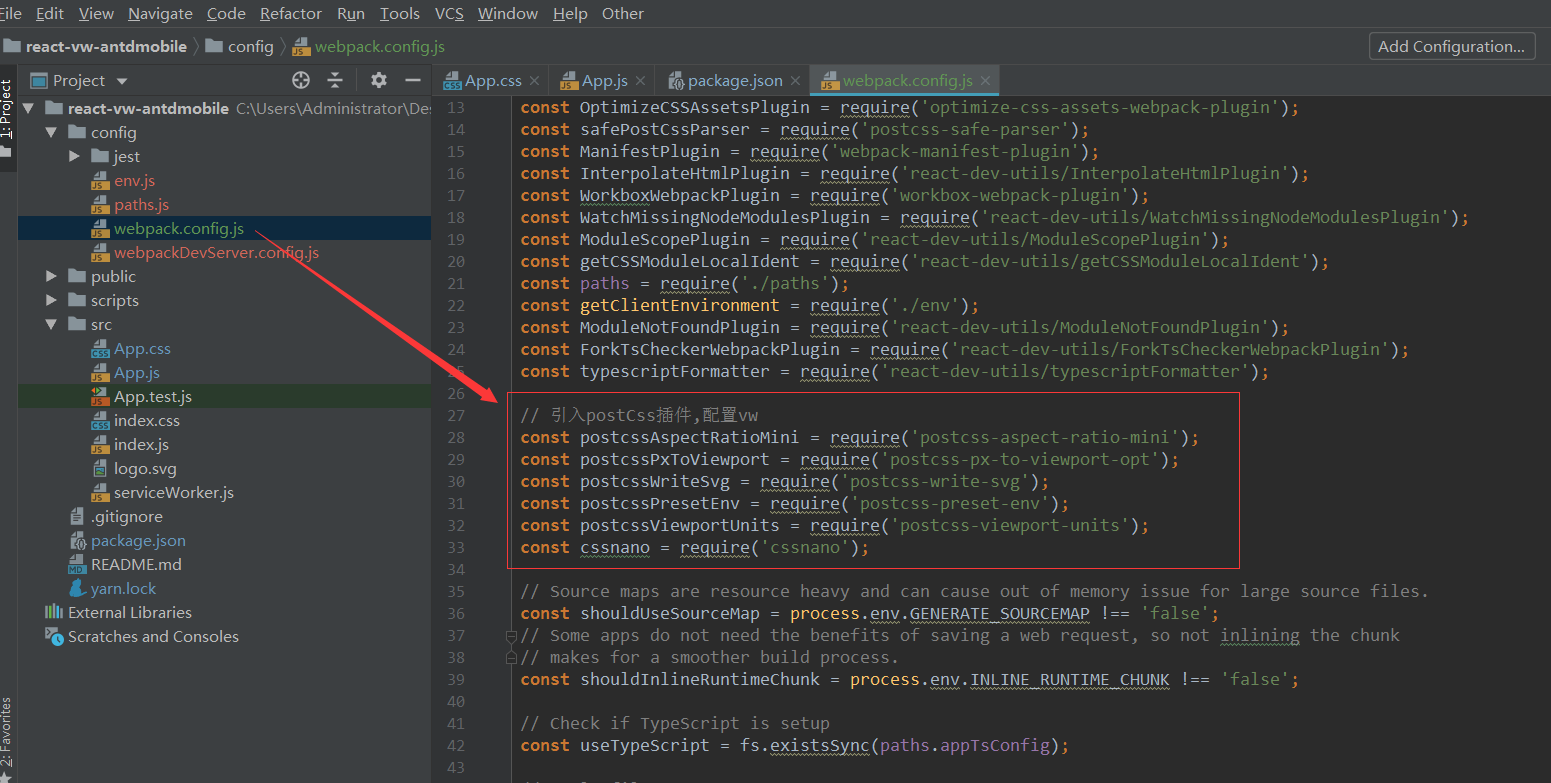 File Edit View Navigate Code Refactor Run Tools VCS Window Help Other
react-vw-antdmobile config webpack.config.js Add Configuration...
1: Project
Project
App.css App.js package.json webpack.config.js
react-vw-antdmobile C:\Users\Administrator\Des
config
jest
env.js
paths.js
webpack.config.js
webpackDevServer.config.js
public
scripts
src
App.css
App.js
App.test.js
index.css
index.js
logo.svg
serviceWorker.js
.gitignore
package.json
README.md
yarn.lock
External Libraries
Scratches and Consoles
2: Favorites
13 const OptimizeCSSAssetsPlugin = require('optimize-css-assets-webpack-plugin');
14 const safePostCssParser = require('postcss-safe-parser');
15 const ManifestPlugin = require('webpack-manifest-plugin');
16 const InterpolateHtmlPlugin = require('react-dev-utils/InterpolateHtmlPlugin');
17 const WorkboxWebpackPlugin = require('workbox-webpack-plugin');
18 const WatchMissingNodeModulesPlugin = require('react-dev-utils/WatchMissingNodeModulesPlugin');
19 const ModuleScopePlugin = require('react-dev-utils/ModuleScopePlugin');
20 const getCSSModuleLocalIdent = require('react-dev-utils/getCSSModuleLocalIdent');
21 const paths = require('./paths');
22 const getClientEnvironment = require('./env');
23 const ModuleNotFoundPlugin = require('react-dev-utils/ModuleNotFoundPlugin');
24 const ForkTsCheckerWebpackPlugin = require('react-dev-utils/ForkTsCheckerWebpackPlugin');
25 const typescriptFormatter = require('react-dev-utils/typescriptFormatter');
26
27 // 引入postCss插件,配置vw
28 const postcssAspectRatioMini = require('postcss-aspect-ratio-mini');
29 const postcssPxToViewport = require('postcss-px-to-viewport-opt');
30 const postcssWriteSvg = require('postcss-write-svg');
31 const postcssPresetEnv = require('postcss-preset-env');
32 const postcssViewportUnits = require('postcss-viewport-units');
33 const cssnano = require('cssnano');
34
35 // Source maps are resource heavy and can cause out of memory issue for large source files.
36 const shouldUseSourceMap = process.env.GENERATE_SOURCEMAP !== 'false';
37 // Some apps do not need the benefits of saving a web request, so not inlining the chunk
38 // makes for a smoother build process.
39 const shouldInlineRuntimeChunk = process.env.INLINE_RUNTIME_CHUNK !== 'false';
40
41 // Check if TypeScript is setup
42 const useTypeScript = fs.existsSync(paths.appTsConfig);
43